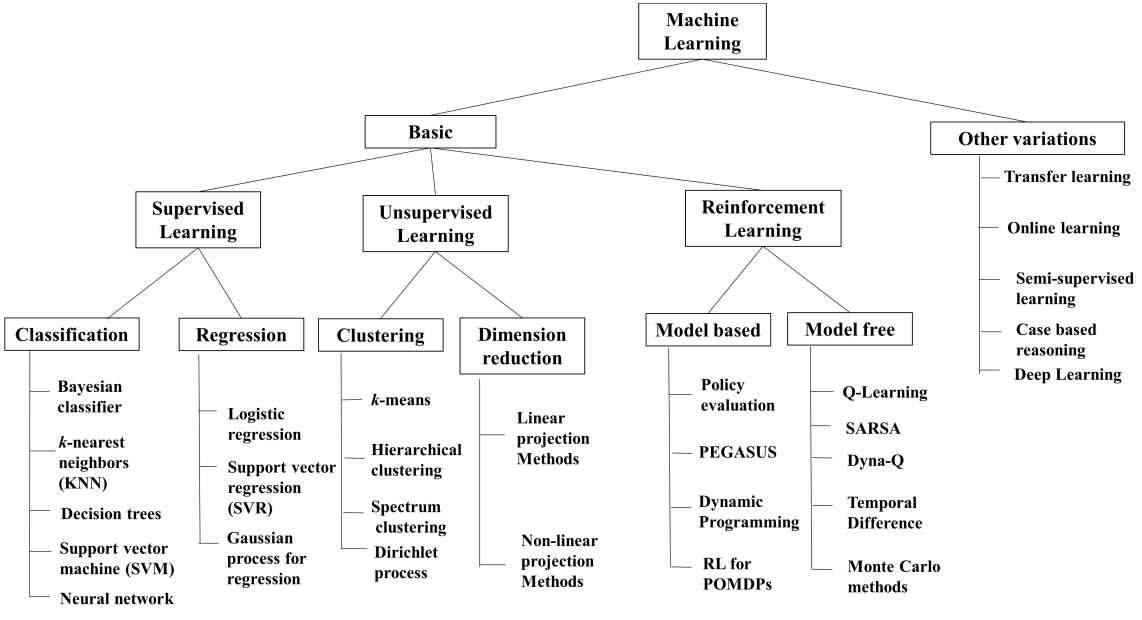 Machine
Learning
Basic
Other variations
Transfer learning
Online learning
Semi-supervised
learning
Case based
reasoning
Deep Learning
Supervised
Learning
Unsupervised
Learning
Reinforcement
Learning
Classification
Bayesian
classifier
k-nearest
neighbors
(KNN)
Decision trees
Support vector
machine (SVM)
Neural network
Regression
Logistic
regression
Support vector
regression
(SVR)
Gaussian
process for
regression
Clustering
k-means
Hierarchical
clustering
Spectrum
clustering
Dirichlet
process
Dimension
reduction
Linear
projection
Methods
Non-linear
projection
Methods
Model based
Policy
evaluation
PEGASUS
Dynamic
Programming
RL for
POMDPs
Model free
Q-Learning
SARSA
Dyna-Q
Temporal
Difference
Monte Carlo
methods